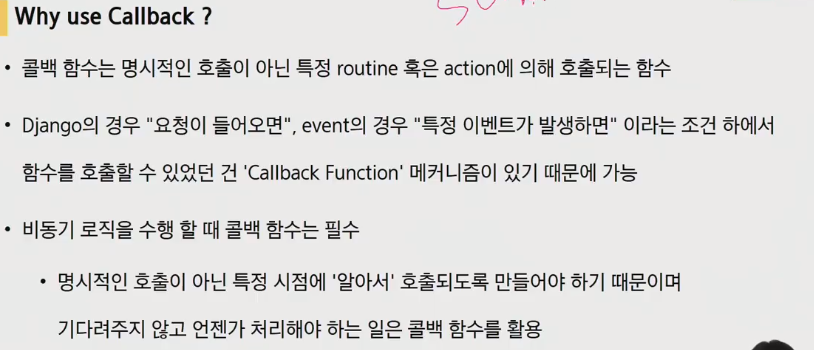 Why use Callback ?
• 콜백 함수는 명시적인 호출이 아닌 특정 routine 혹은 action에 의해 호출되는 함수
• Django의 경우 "요청이 들어오면", event의 경우 "특정 이벤트가 발생하면" 이라는 조건 하에서
함수를 호출할 수 있었던 건 'Callback Function' 메커니즘이 있기 때문에 가능
• 비동기 로직을 수행 할 때 콜백 함수는 필수
• 명시적인 호출이 아닌 특정 시점에 '알아서' 호출되도록 만들어야 하기 때문이며
기다려주지 않고 언젠가 처리해야 하는 일은 콜백 함수를 활용